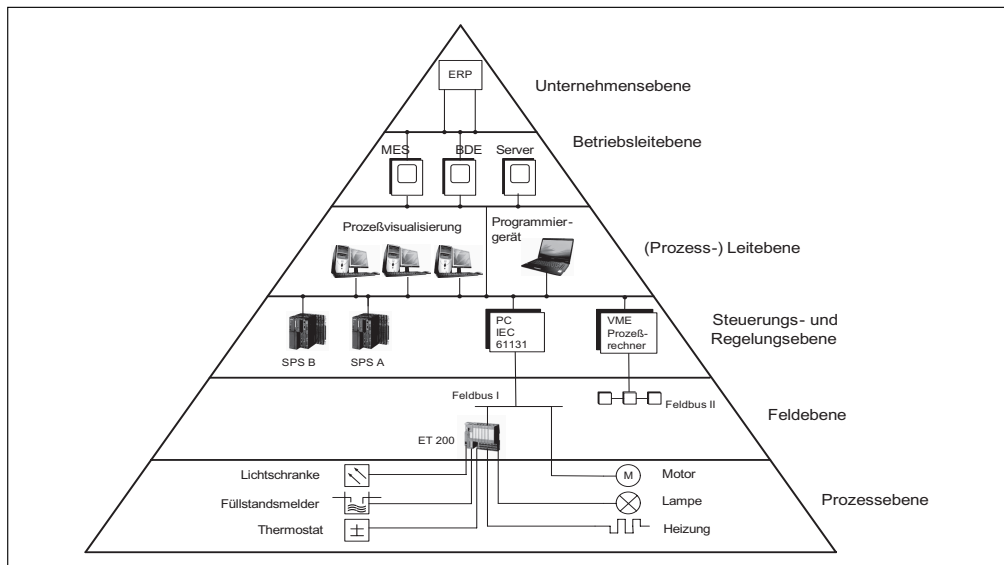 ERP
Unternehmensebene
Betriebsleitebene
MES
BDE
Server
Prozeßvisualisierung
Programmier-
gerät
(Prozess-) Leitebene
SPS B
SPS A
PC
IEC
61131
VME
Prozeß-
rechner
Steuerungs- und
Regelungsebene
Feldbus I
Feldbus II
Feldebene
ET 200
Lichtschranke
M
Motor
Füllstandsmelder
Lampe
Prozessebene
Thermostat
Heizung